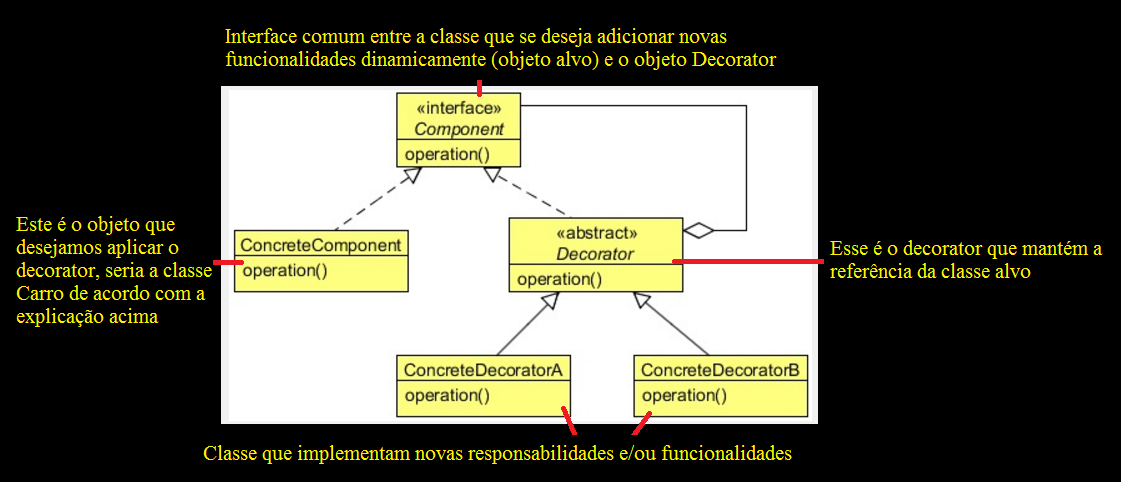 Interface comum entre a classe que se deseja adicionar novas
funcionalidades dinamicamente (objeto alvo) e o objeto Decorator
«interface»
Component
operation()
Este é o objeto que
desejamos aplicar o
decorator, seria a classe
Carro de acordo com a
explicação acima
ConcreteComponent
operation()
«abstract»
Decorator
operation()
Esse é o decorator que mantém a
referência da classe alvo
ConcreteDecoratorA
operation()
ConcreteDecoratorB
operation()
Classe que implementam novas responsabilidades e/ou funcionalidades